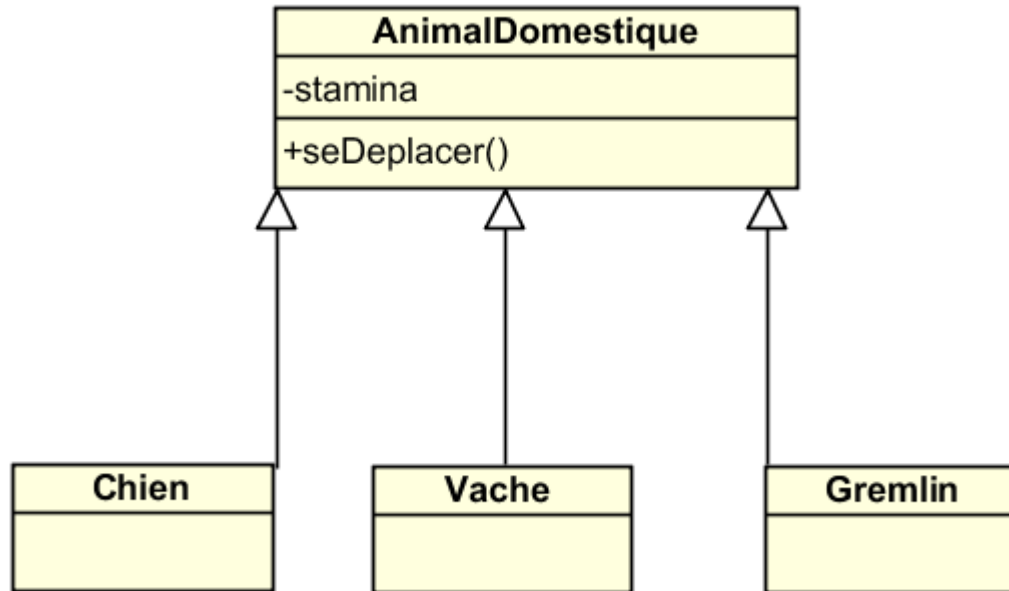 AnimalDomestique
-stamina
+seDeplacer()
Chien
Vache
Gremlin